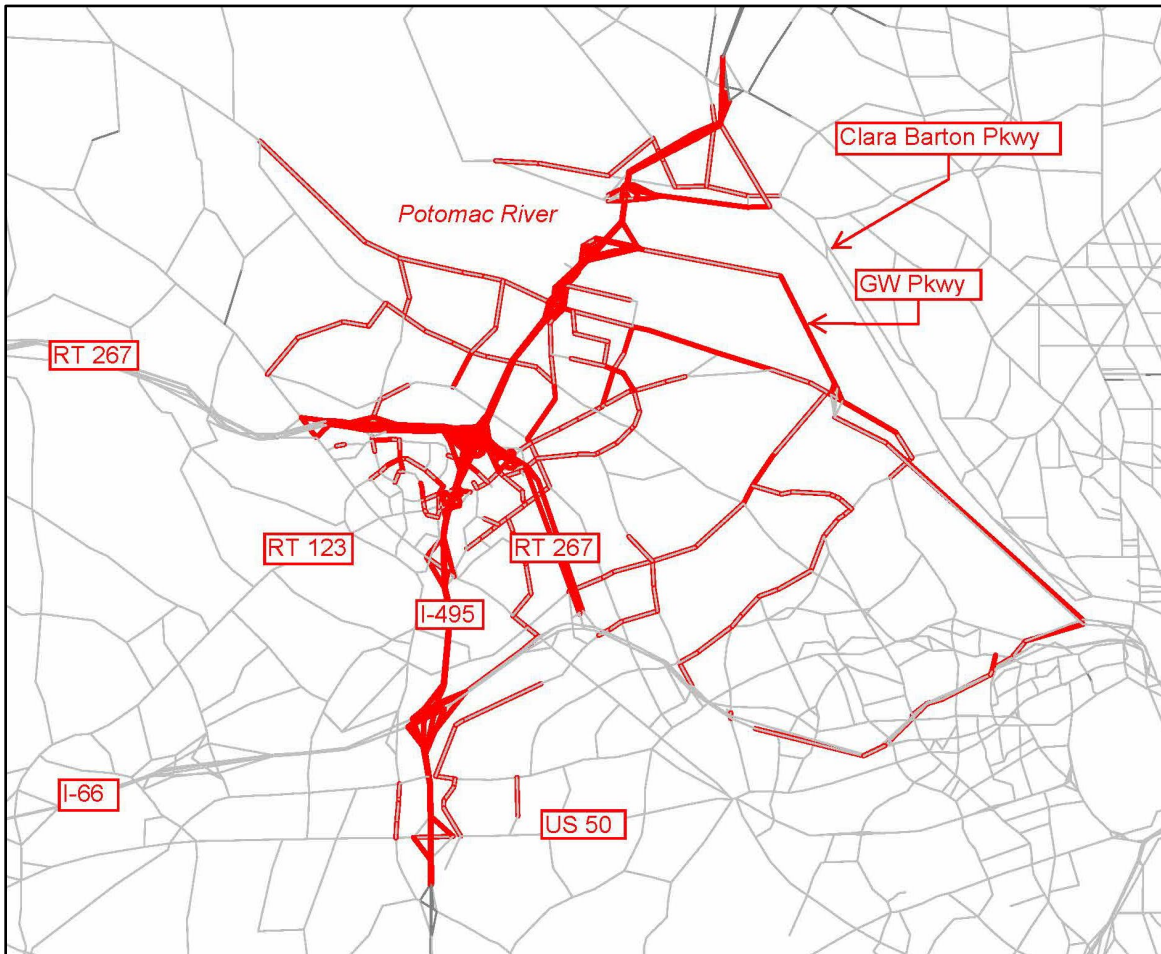 Clara Barton Pkwy
Potomac River
GW Pkwy
RT 267
RT 123
RT 267
I-495
I-66
US 50